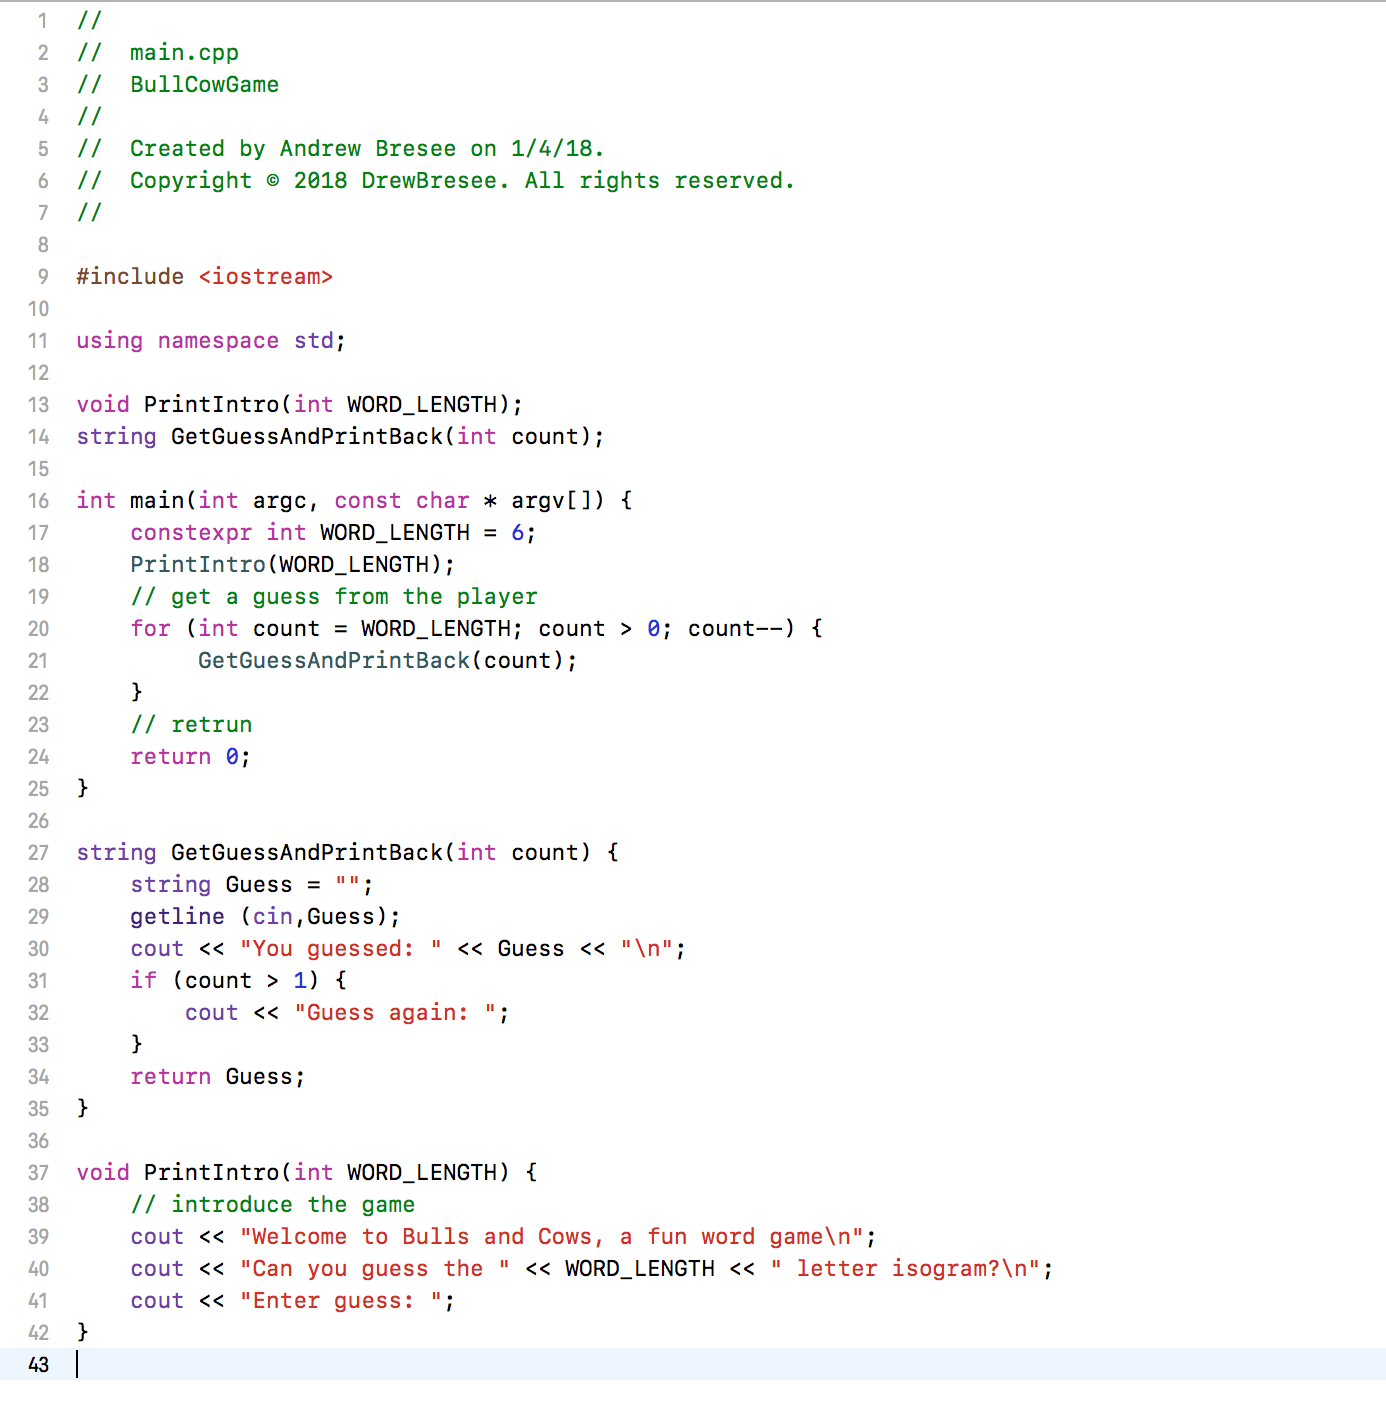 1 //
2 //  main.cpp
3 //  BullCowGame
4 //
5 //  Created by Andrew Bresee on 1/4/18.
6 //  Copyright © 2018 DrewBresee. All rights reserved.
7 //
8
9 #include <iostream>
10
11 using namespace std;
12
13 void PrintIntro(int WORD_LENGTH);
14 string GetGuessAndPrintBack(int count);
15
16 int main(int argc, const char * argv[]) {
17     constexpr int WORD_LENGTH = 6;
18     PrintIntro(WORD_LENGTH);
19     // get a guess from the player
20     for (int count = WORD_LENGTH; count > 0; count--) {
21          GetGuessAndPrintBack(count);
22     }
23     // retrun
24     return 0;
25 }
26
27 string GetGuessAndPrintBack(int count) {
28     string Guess = "";
29     getline (cin,Guess);
30     cout << "You guessed: " << Guess << "\n";
31     if (count > 1) {
32         cout << "Guess again: ";
33     }
34     return Guess;
35 }
36
37 void PrintIntro(int WORD_LENGTH) {
38     // introduce the game
39     cout << "Welcome to Bulls and Cows, a fun word game\n";
40     cout << "Can you guess the " << WORD_LENGTH << " letter isogram?\n";
41     cout << "Enter guess: ";
42 }
43